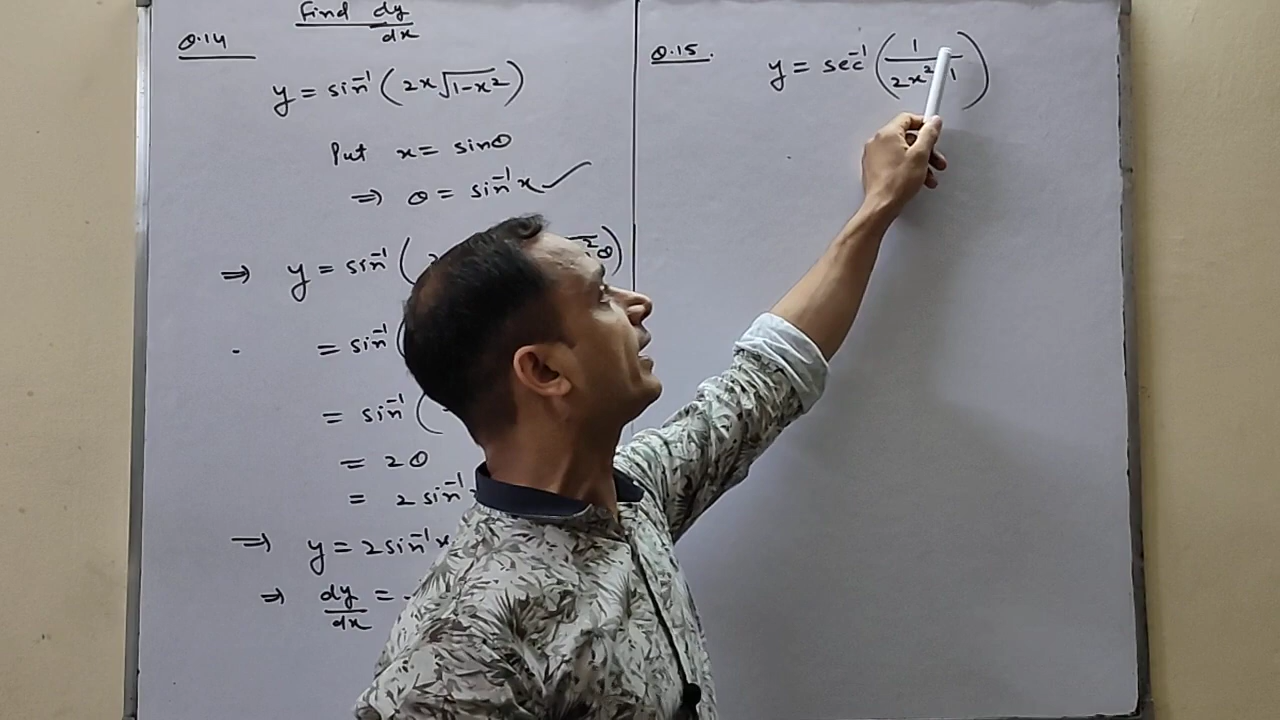 Find dy/dx
Q.14
y = sin⁻¹ (2x√1-x²)
Put x = sinθ
⇒ θ = sin⁻¹x ✓
⇒ y = sin⁻¹ ( ²θ)
= sin⁻¹ (
= sin⁻¹ (
= 2θ
= 2 sin⁻¹
⇒ y = 2 sin⁻¹x
⇒ dy/dx =
Q.15.
y = sec⁻¹ (1/2x² 1)